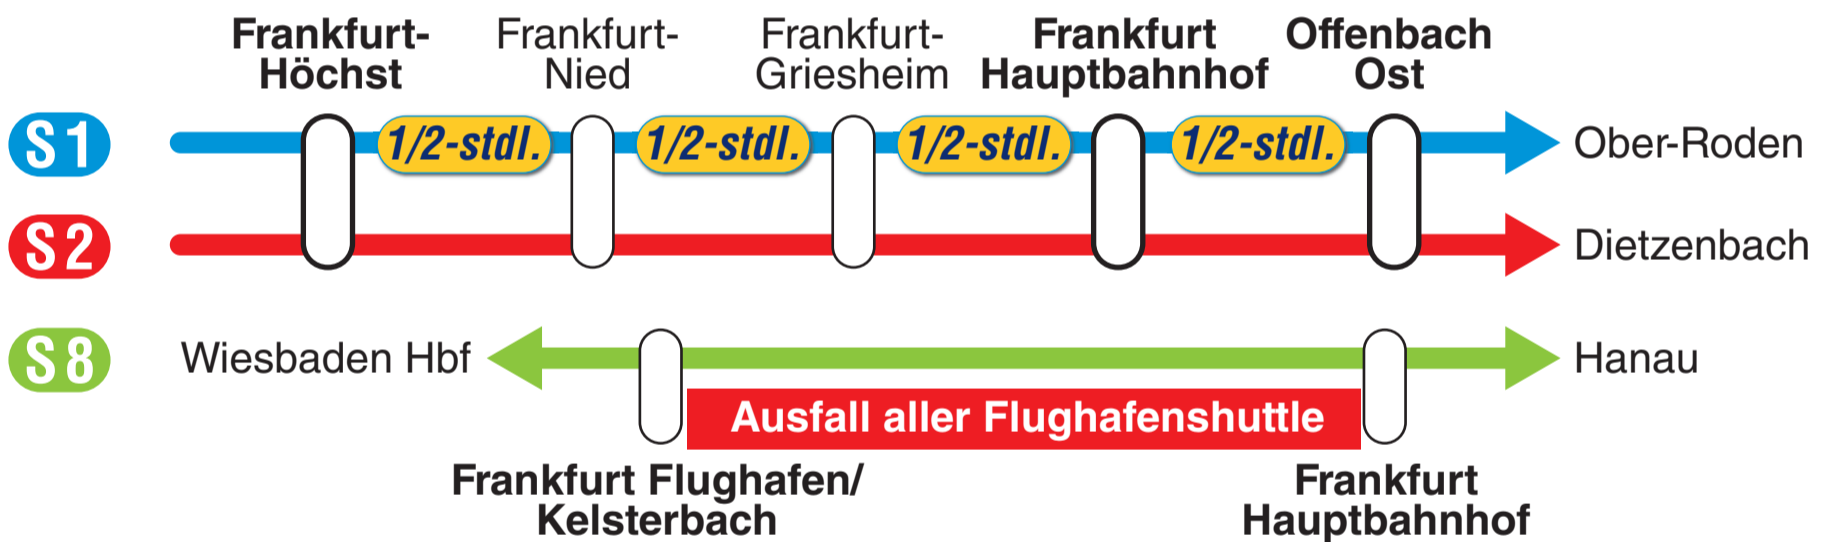 Frankfurt-
Höchst
Frankfurt-
Nied
Frankfurt-
Griesheim
Frankfurt
Hauptbahnhof
Offenbach
Ost
S1
1/2-stdl.
1/2-stdl.
1/2-stdl.
1/2-stdl.
Ober-Roden
S2
Dietzenbach
S8
Wiesbaden Hbf
Hanau
Ausfall aller Flughafenshuttle
Frankfurt Flughafen/
Kelsterbach
Frankfurt
Hauptbahnhof